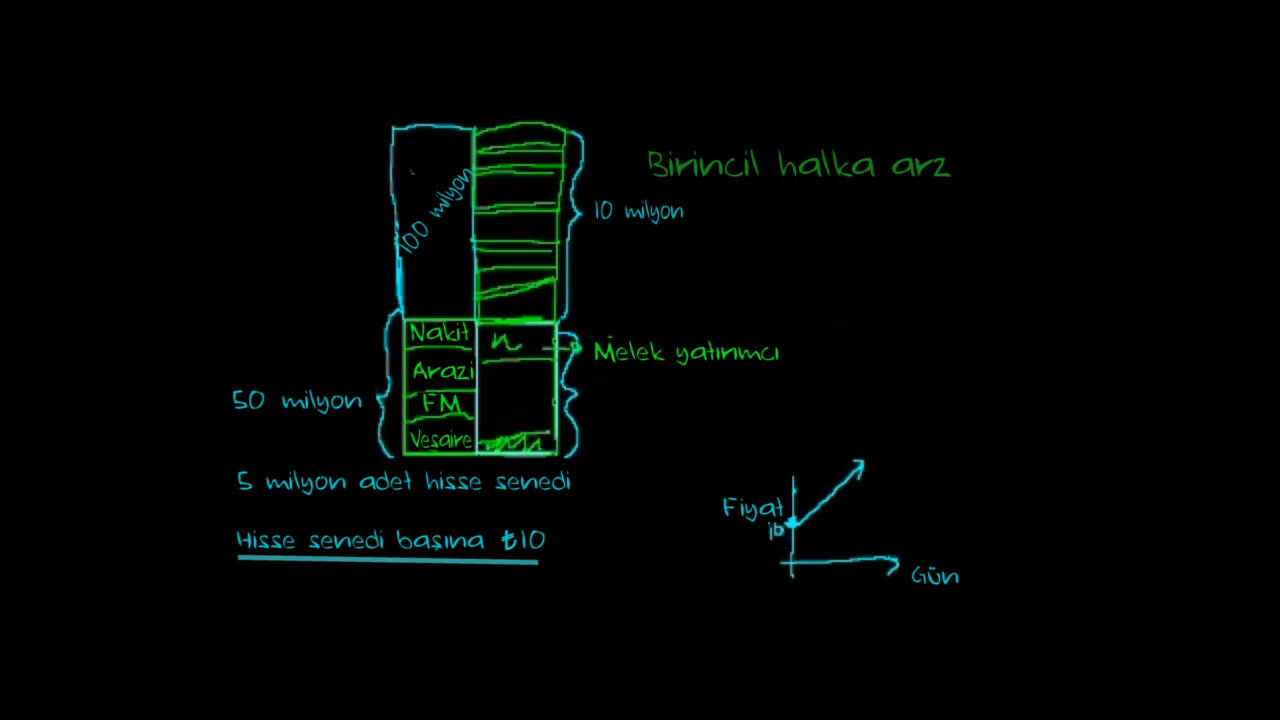 Birincil halka arz
100 milyon
10 milyon
Nakit
Melek yatırımcı
Arazi
50 milyon
FM
Vesaire
5 milyon adet hisse senedi
Hisse senedi başına ₺10
Fiyat
10
Gün